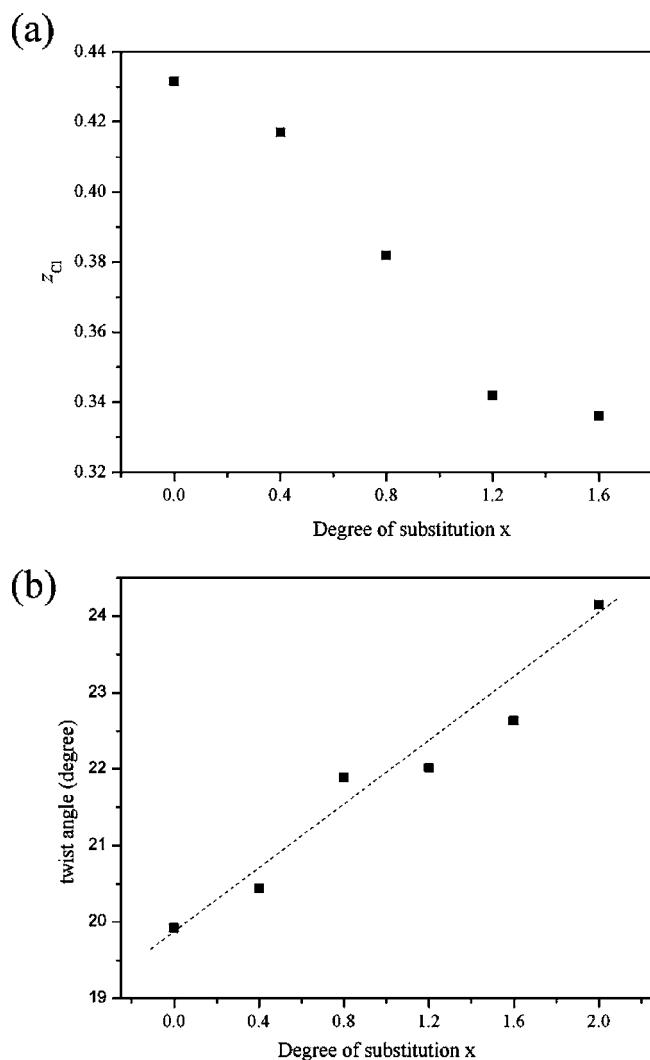 (a)
0.44
0.42
0.40
0.38
0.36
0.34
0.32
z_Cl
0.0 0.4 0.8 1.2 1.6
Degree of substitution x
(b)
24
23
22
21
20
19
twist angle (degree)
0.0 0.4 0.8 1.2 1.6 2.0
Degree of substitution x